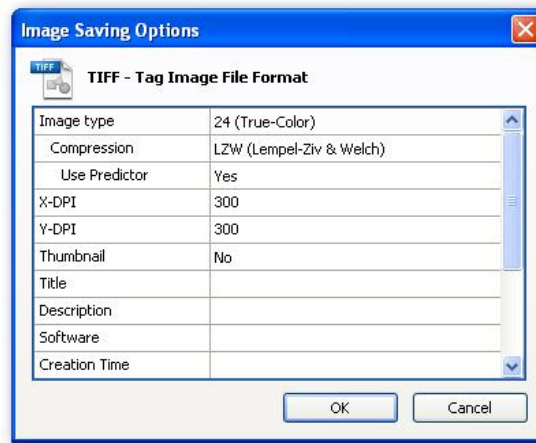 Image Saving Options
TIFF
TIFF - Tag Image File Format
Image type 24 (True-Color)
Compression LZW (Lempel-Ziv & Welch)
Use Predictor Yes
X-DPI 300
Y-DPI 300
Thumbnail No
Title
Description
Software
Creation Time
OK Cancel